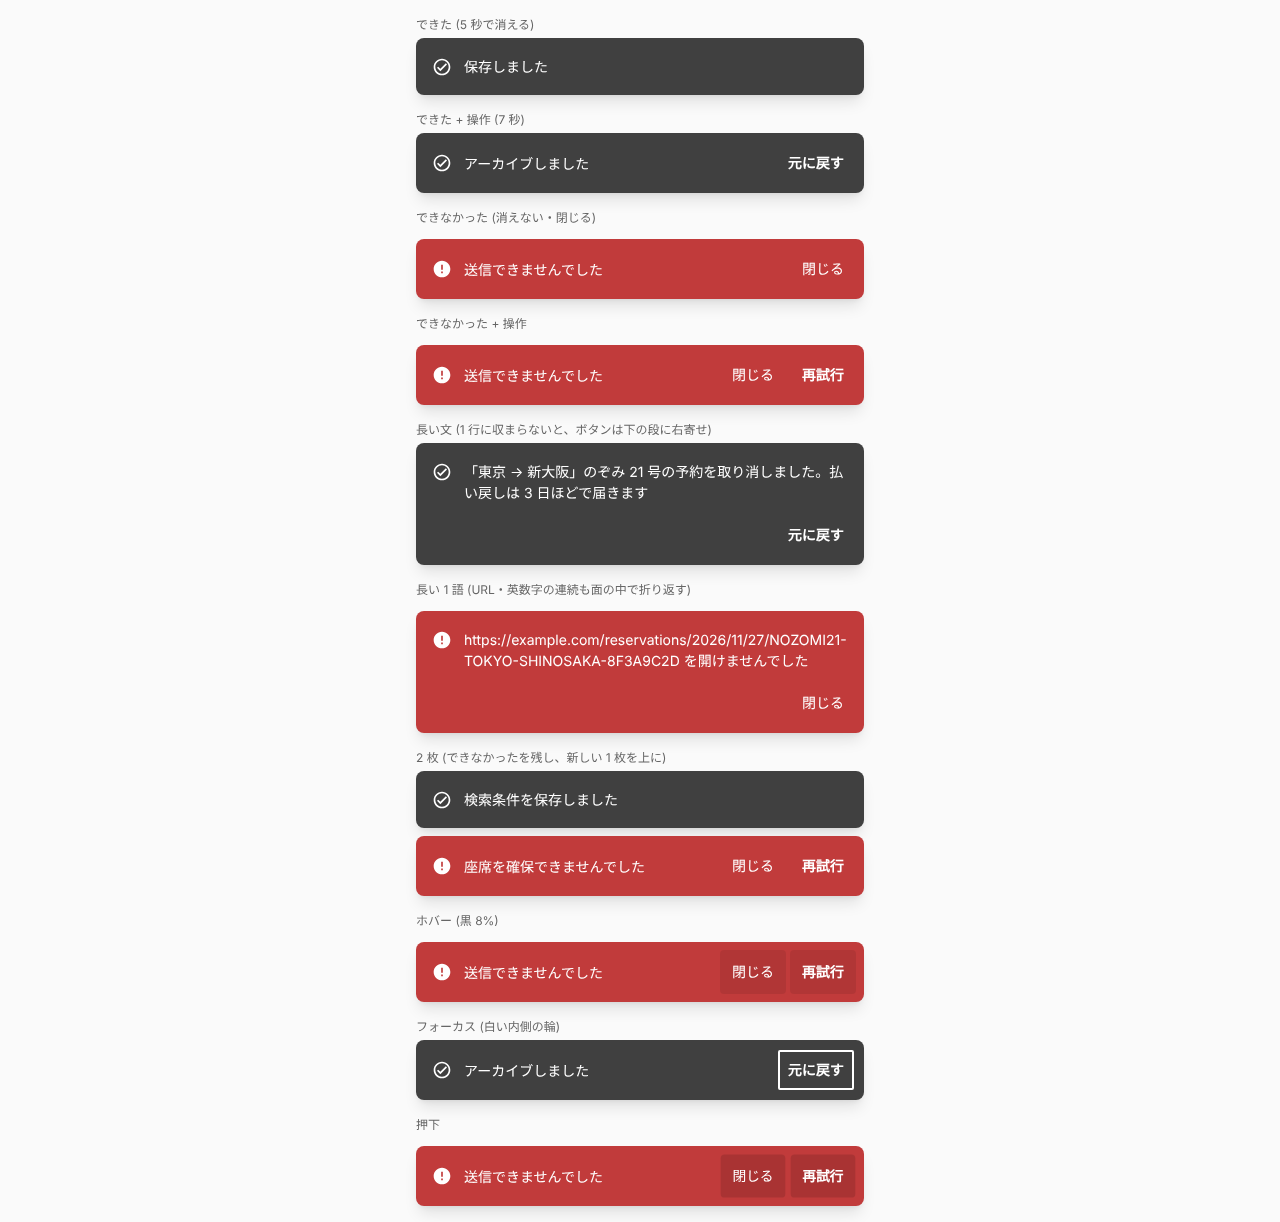 できた (5 秒で消える)
保存しました
できた + 操作 (7 秒)
アーカイブしました 元に戻す
できなかった (消えない・閉じる)
送信できませんでした 閉じる
できなかった + 操作
送信できませんでした 閉じる 再試行
長い文 (1 行に収まらないと、ボタンは下の段に右寄せ)
「東京 → 新大阪」のぞみ 21 号の予約を取り消しました。払
い戻しは 3 日ほどで届きます
元に戻す
長い 1 語 (URL・英数字の連続も面の中で折り返す)
https://example.com/reservations/2026/11/27/NOZOMI21-
TOKYO-SHINOSAKA-8F3A9C2D を開けませんでした
閉じる
2 枚 (できなかったを残し、新しい 1 枚を上に)
検索条件を保存しました
座席を確保できませんでした 閉じる 再試行
ホバー (黒 8%)
送信できませんでした 閉じる 再試行
フォーカス (白い内側の輪)
アーカイブしました 元に戻す
押下
送信できませんでした 閉じる 再試行